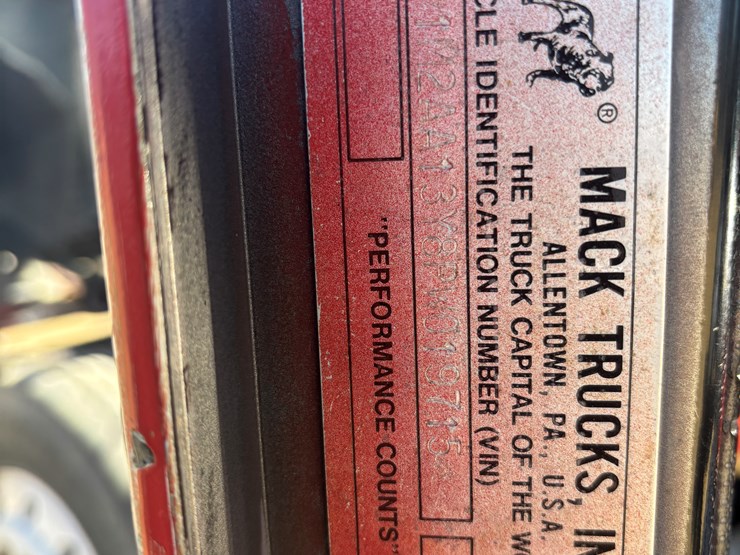 ®
MACK TRUCKS, IN
ALLENTOWN, PA., U.S.A.
THE TRUCK CAPITAL OF THE W
CLE IDENTIFICATION NUMBER (VIN)
"PERFORMANCE COUNTS"